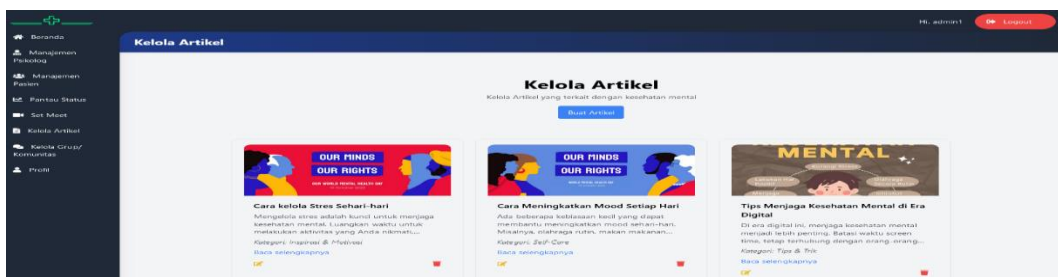 Hi, admin1
Logout
Beranda
Manajemen
Psikolog
Manajemen
Pasien
Pantau Status
Set Meet
Kelola Artikel
Kelola Grup/
Komunitas
Profil
Kelola Artikel
Kelola Artikel
Kelola Artikel yang terkait dengan kesehatan mental
Buat Artikel
OUR MINDS
OUR RIGHTS
Cara kelola Stres Sehari-hari
Mengelola stres adalah kunci untuk menjaga
kesehatan mental. Luangkan waktu untuk
melakukan aktivitas yang Anda nikmati,...
Kategori: Inspirasi & Motivasi
Baca selengkapnya
OUR MINDS
OUR RIGHTS
Cara Meningkatkan Mood Setiap Hari
Ada beberapa kebiasaan kecil yang dapat
membantu meningkatkan mood sehari-hari.
Misalnya, olahraga rutin, makan makanan...
Kategori: Self-Care
Baca selengkapnya
MENTAL
Tips Menjaga Kesehatan Mental di Era
Digital
Di era digital ini, menjaga kesehatan mental
menjadi lebih penting. Batasi waktu screen
time, tetap terhubung dengan orang-orang...
Kategori: Tips & Trik
Baca selengkapnya